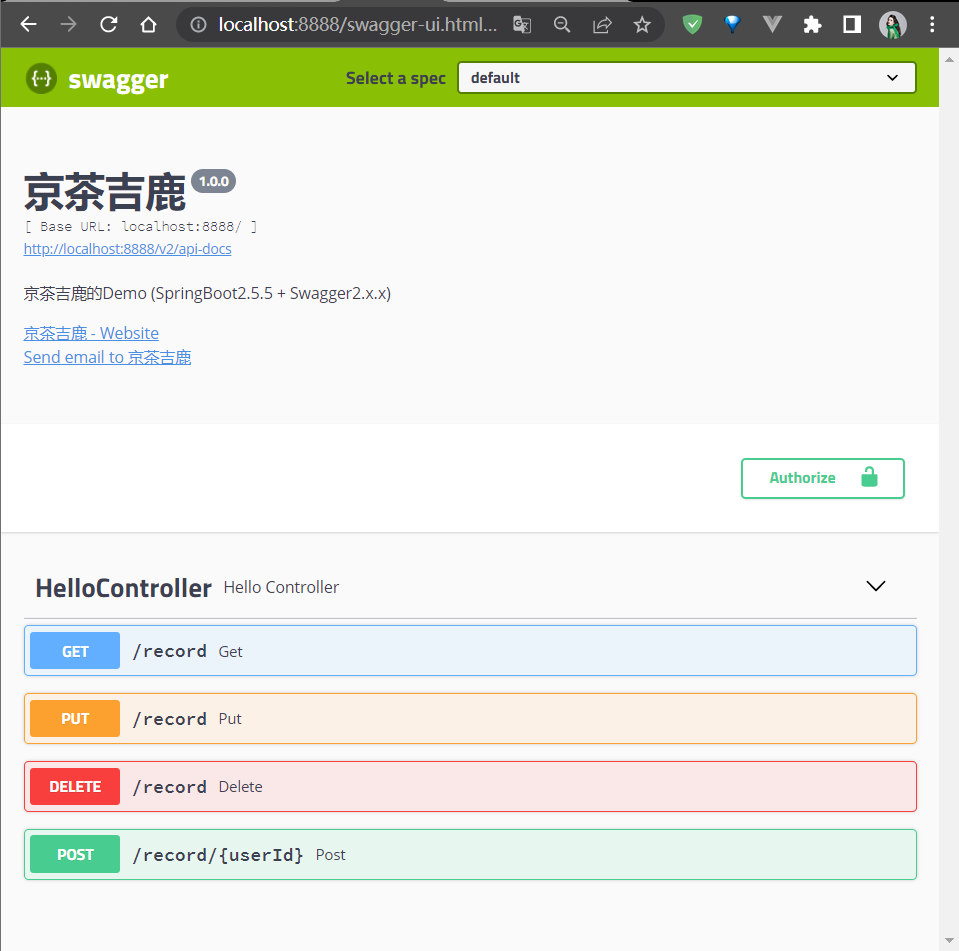 localhost:8888/swagger-ui.html...
{···} swagger
Select a spec
default
京茶吉鹿 1.0.0
[ Base URL: localhost:8888/ ]
http://localhost:8888/v2/api-docs
京茶吉鹿的Demo (SpringBoot2.5.5 + Swagger2.x.x)
京茶吉鹿 - Website
Send email to 京茶吉鹿
Authorize
HelloController Hello Controller
GET /record Get
PUT /record Put
DELETE /record Delete
POST /record/{userId} Post